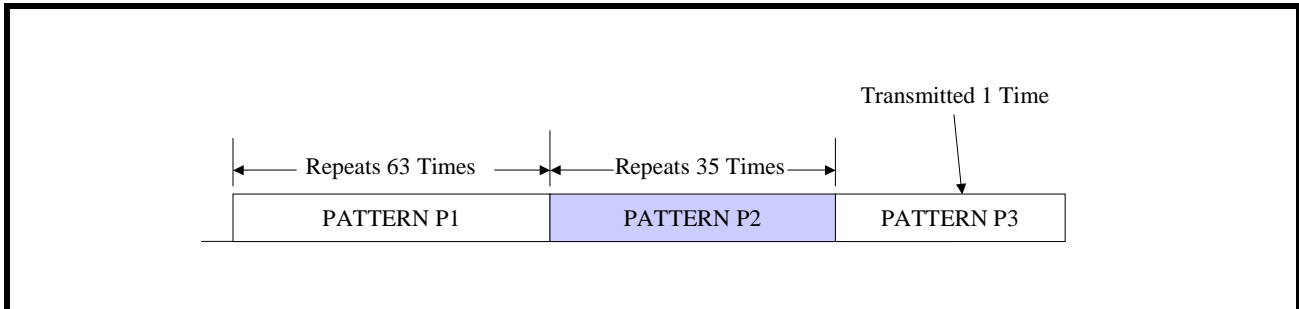 Transmitted 1 Time
Repeats 63 Times
Repeats 35 Times
PATTERN P1
PATTERN P2
PATTERN P3